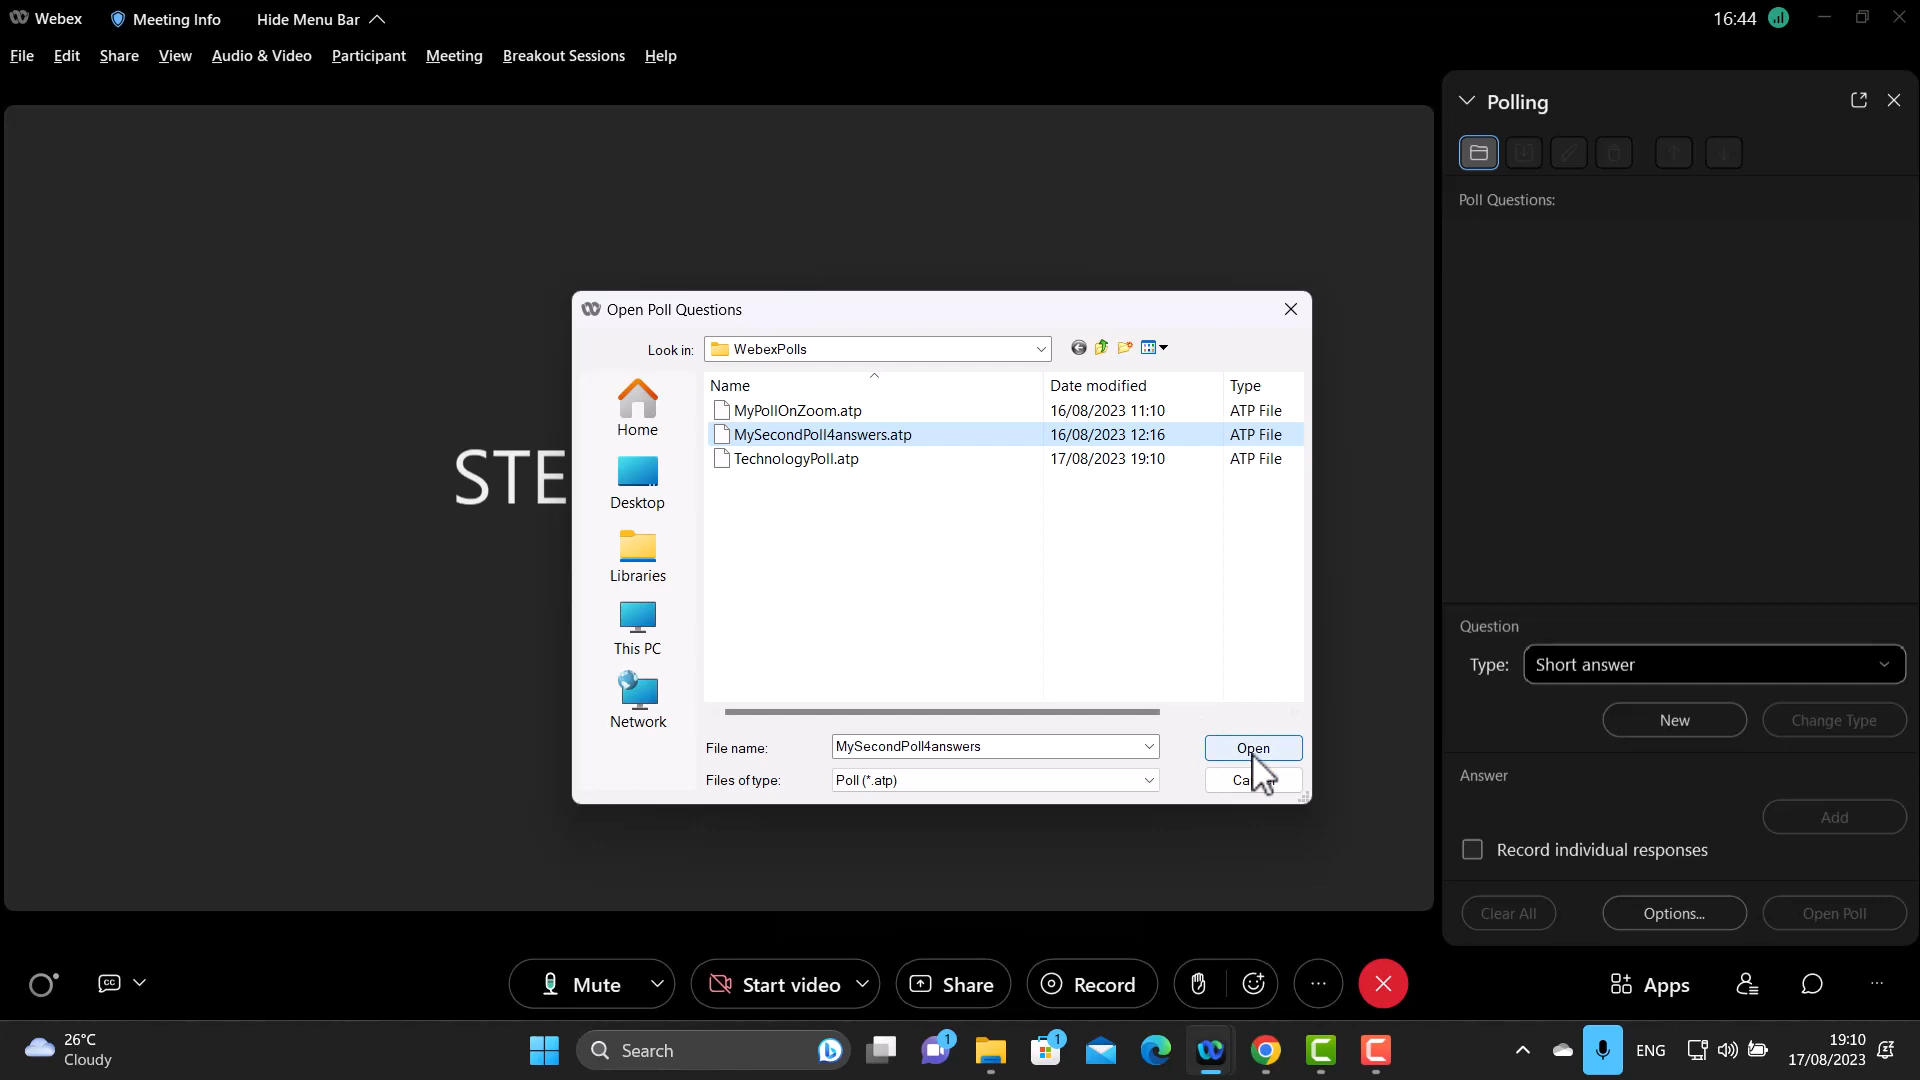 Webex Meeting Info Hide Menu Bar 16:44
File Edit Share View Audio & Video Participant Meeting Breakout Sessions Help
Polling
Poll Questions:
STE
Open Poll Questions
Look in: WebexPolls
Name Date modified Type
MyPollOnZoom.atp 16/08/2023 11:10 ATP File
MySecondPoll4answers.atp 16/08/2023 12:16 ATP File
TechnologyPoll.atp 17/08/2023 19:10 ATP File
Home
Desktop
Libraries
This PC
Network
File name: MySecondPoll4answers Open
Files of type: Poll (*.atp)
Question
Type: Short answer
New Change Type
Answer
Add
Record individual responses
Clear All Options... Open Poll
CC Mute Start video Share Record Apps
26°C
Cloudy
Search
1 1
ENG
19:10
17/08/2023